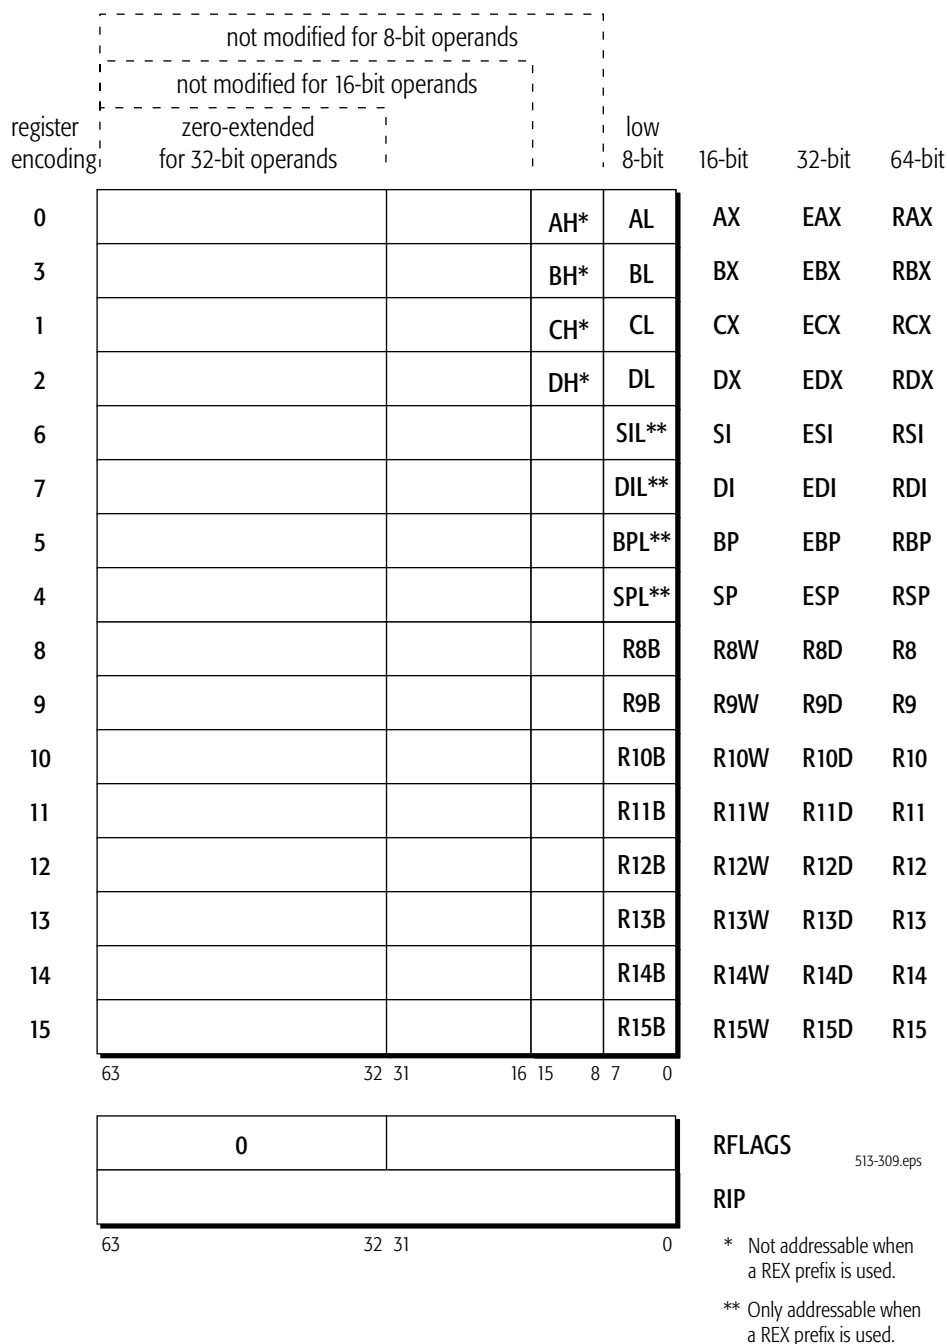 not modified for 8-bit operands
not modified for 16-bit operands
register zero-extended low
encoding for 32-bit operands 8-bit 16-bit 32-bit 64-bit
0 AH* AL AX EAX RAX
3 BH* BL BX EBX RBX
1 CH* CL CX ECX RCX
2 DH* DL DX EDX RDX
6 SIL** SI ESI RSI
7 DIL** DI EDI RDI
5 BPL** BP EBP RBP
4 SPL** SP ESP RSP
8 R8B R8W R8D R8
9 R9B R9W R9D R9
10 R10B R10W R10D R10
11 R11B R11W R11D R11
12 R12B R12W R12D R12
13 R13B R13W R13D R13
14 R14B R14W R14D R14
15 R15B R15W R15D R15
63 32 31 16 15 8 7 0
0 RFLAGS 513-309.eps
RIP
63 32 31 0
* Not addressable when
a REX prefix is used.
** Only addressable when
a REX prefix is used.